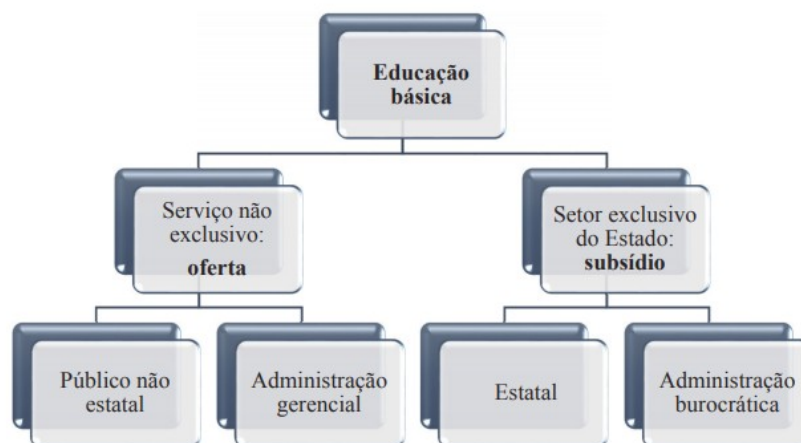 Educação
básica
Serviço não
exclusivo:
oferta
Setor exclusivo
do Estado:
subsídio
Público não
estatal
Administração
gerencial
Estatal
Administração
burocrática